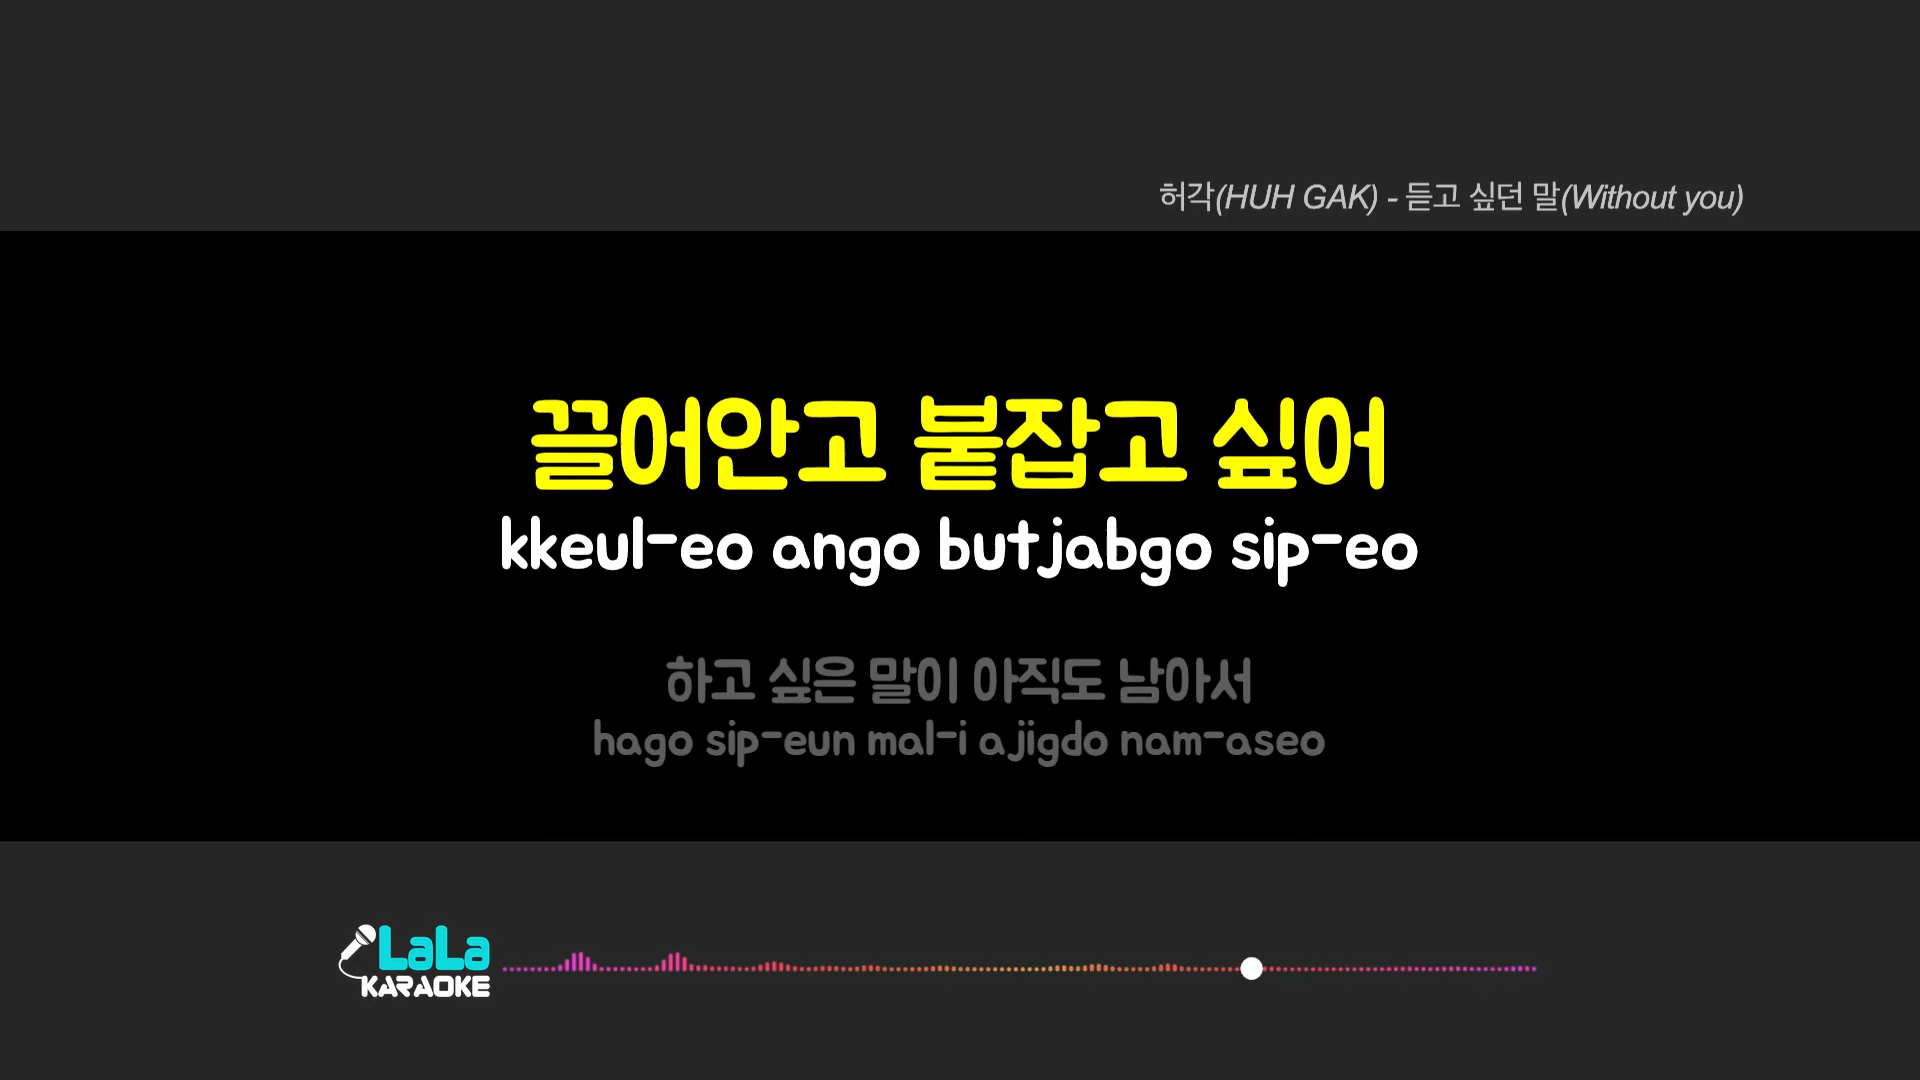 허각(HUH GAK) - 듣고 싶던 말(Without you)
끌어안고 붙잡고 싶어
kkeul-eo ango butjabgo sip-eo
하고 싶은 말이 아직도 남아서
hago sip-eun mal-i ajigdo nam-aseo
LaLa
KARAOKE